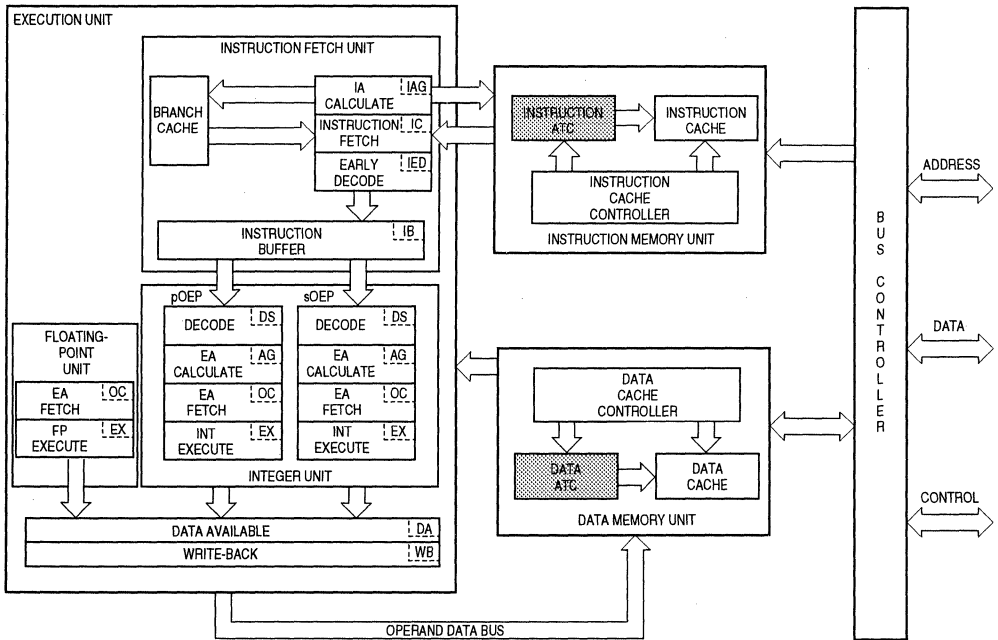 EXECUTION UNIT
INSTRUCTION FETCH UNIT
BRANCH
CACHE
IA
CALCULATE
IAG
INSTRUCTION
FETCH
IC
EARLY
DECODE
IED
INSTRUCTION
BUFFER
IB
INSTRUCTION
ATC
INSTRUCTION
CACHE
INSTRUCTION
CACHE
CONTROLLER
INSTRUCTION MEMORY UNIT
pOEP
DECODE
DS
EA
CALCULATE
AG
EA
FETCH
OC
INT
EXECUTE
EX
sOEP
DECODE
DS
EA
CALCULATE
AG
EA
FETCH
OC
INT
EXECUTE
EX
INTEGER UNIT
FLOATING-
POINT
UNIT
EA
FETCH
OC
FP
EXECUTE
EX
DATA AVAILABLE
DA
WRITE-BACK
WB
DATA
CACHE
CONTROLLER
DATA
ATC
DATA
CACHE
DATA MEMORY UNIT
OPERAND DATA BUS
BUS CONTROLLER
ADDRESS
DATA
CONTROL